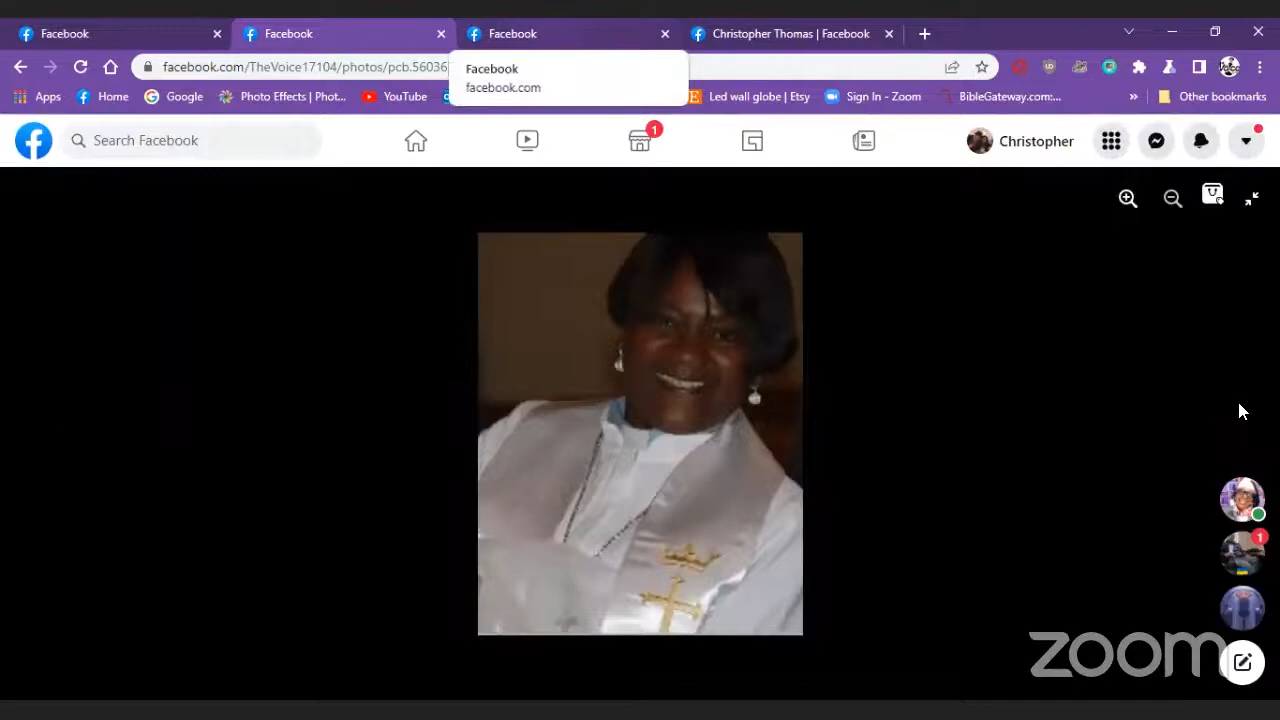 Facebook
Facebook
Facebook
Christopher Thomas | Facebook
facebook.com/TheVoice17104/photos/pcb.56036
Facebook
facebook.com
Apps
Home
Google
Photo Effects | Phot...
YouTube
Led wall globe | Etsy
Sign In - Zoom
BibleGateway.com:...
Other bookmarks
Search Facebook
1
Christopher
1
zoom